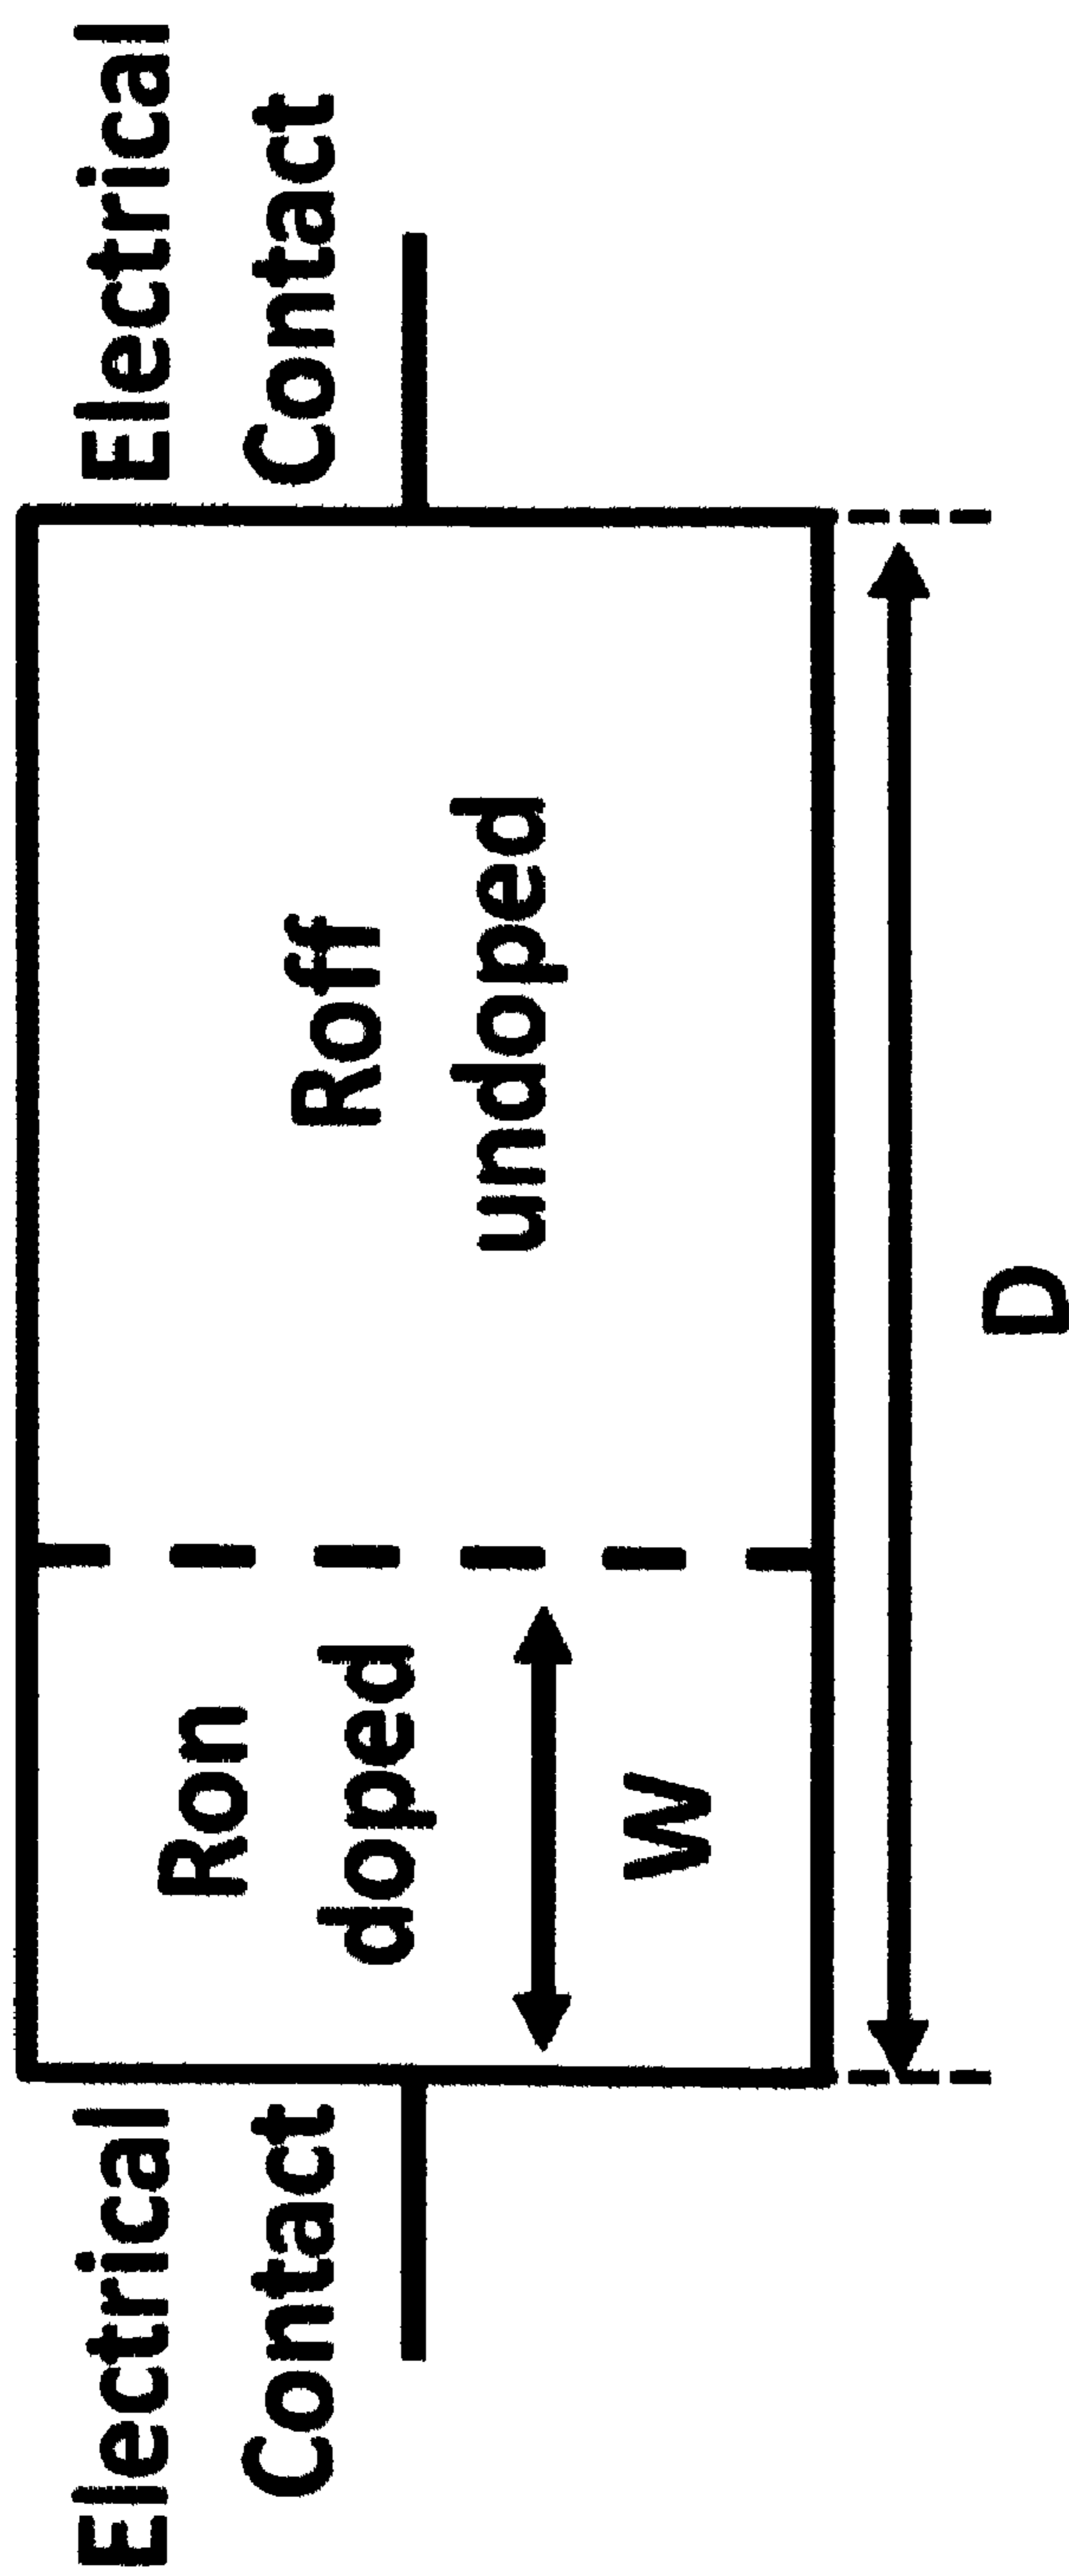 Electrical
Contact
Ron
doped
W
Roff
undoped
Electrical
Contact
D